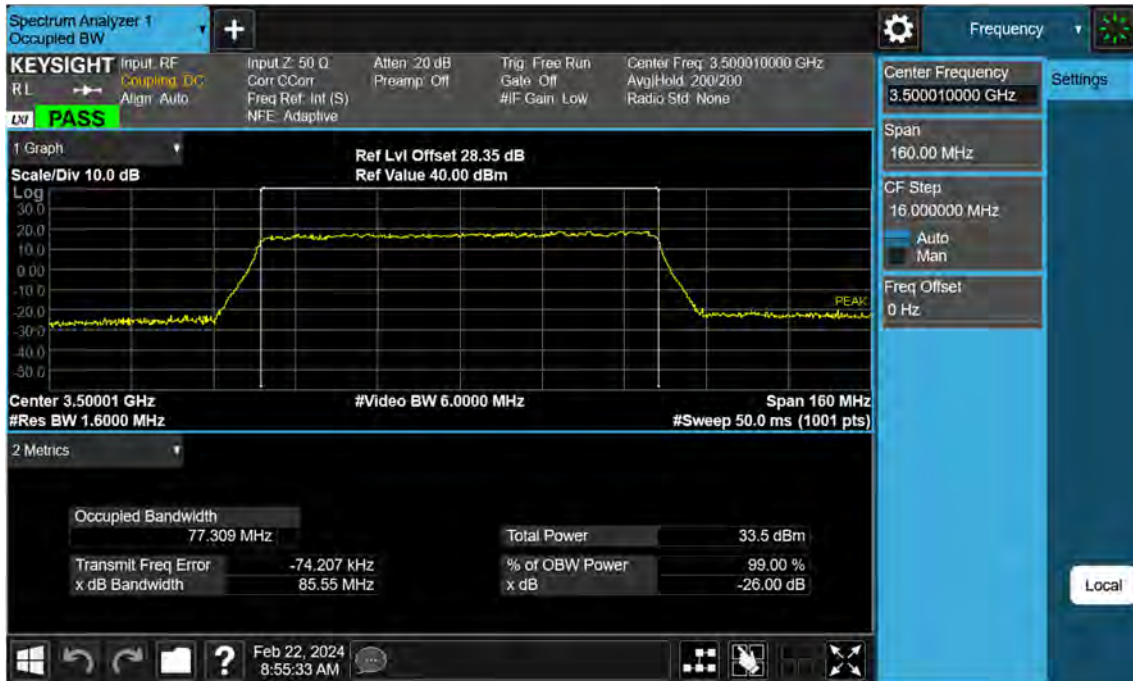 Spectrum Analyzer 1
Occupied BW
+
Frequency
KEYSIGHT
RL
LXI
PASS
Input: RF
Coupling: DC
Align: Auto
Input Z: 50 Ω
Corr CCorr
Freq Ref: Int (S)
NFE: Adaptive
Atten: 20 dB
Preamp: Off
Trig: Free Run
Gate: Off
#IF Gain: Low
Center Freq: 3.500010000 GHz
Avg|Hold: 200/200
Radio Std: None
1 Graph
Scale/Div 10.0 dB
Ref Lvl Offset 28.35 dB
Ref Value 40.00 dBm
Log
30.0
20.0
10.0
0.00
-10.0
-20.0
-30.0
-40.0
-50.0
PEAK
Center 3.50001 GHz
#Video BW 6.0000 MHz
Span 160 MHz
#Res BW 1.6000 MHz
#Sweep 50.0 ms (1001 pts)
2 Metrics
Occupied Bandwidth
77.309 MHz
Total Power 33.5 dBm
Transmit Freq Error -74.207 kHz
% of OBW Power 99.00 %
x dB Bandwidth 85.55 MHz
x dB -26.00 dB
?
Feb 22, 2024
8:55:33 AM
Center Frequency
3.500010000 GHz
Settings
Span
160.00 MHz
CF Step
16.000000 MHz
Auto
Man
Freq Offset
0 Hz
Local